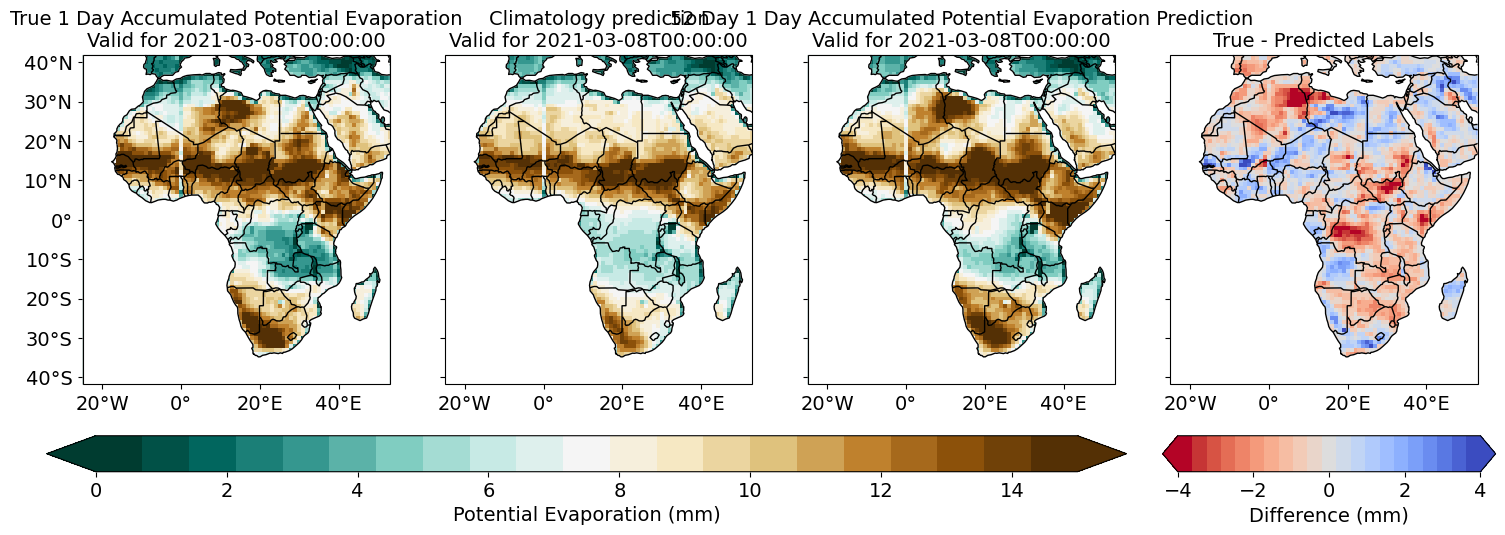 True 1 Day Accumulated Potential Evaporation
Valid for 2021-03-08T00:00:00
Climatology prediction
Valid for 2021-03-08T00:00:00
52 Day 1 Day Accumulated Potential Evaporation Prediction
Valid for 2021-03-08T00:00:00
True - Predicted Labels
40°N
30°N
20°N
10°N
0°
10°S
20°S
30°S
40°S
20°W 0° 20°E 40°E
20°W 0° 20°E 40°E
20°W 0° 20°E 40°E
20°W 0° 20°E 40°E
0 2 4 6 8 10 12 14
Potential Evaporation (mm)
−4 −2 0 2 4
Difference (mm)